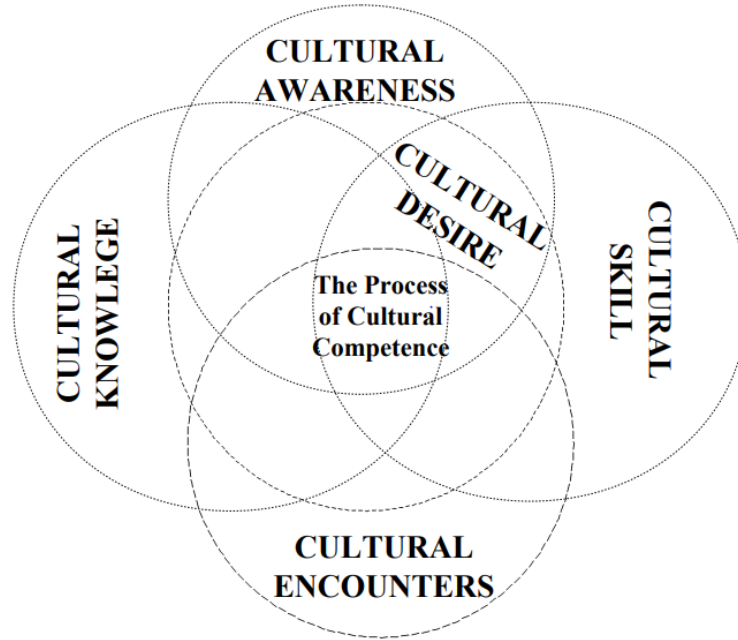 CULTURAL
AWARENESS
CULTURAL
DESIRE
CULTURAL
KNOWLEGE
The Process
of Cultural
Competence
CULTURAL
SKILL
CULTURAL
ENCOUNTERS